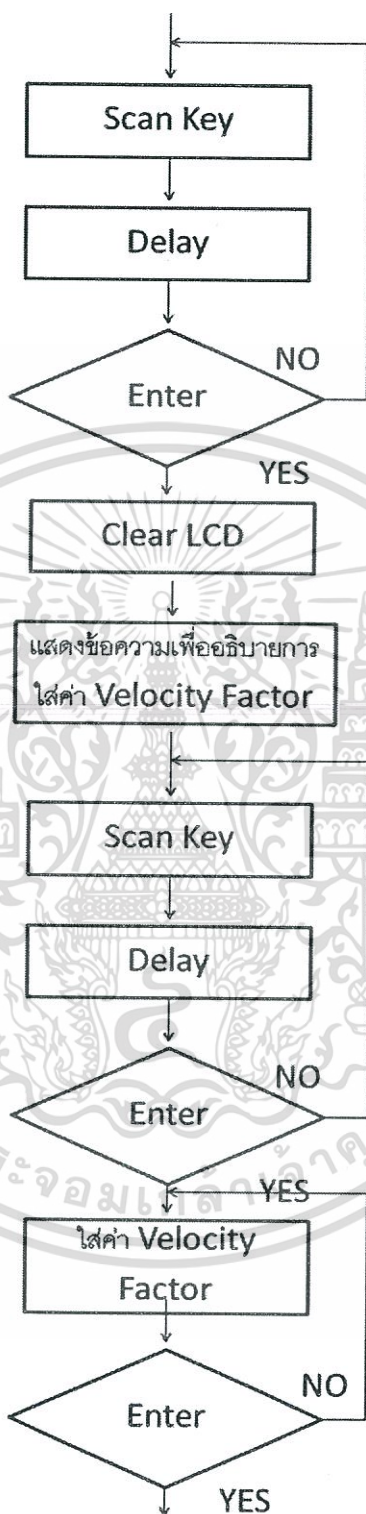 Scan Key
Delay
NO
Enter
YES
Clear LCD
แสดงข้อความเพื่ออธิบายการ
ใส่ค่า Velocity Factor
Scan Key
Delay
NO
Enter
YES
ใส่ค่า Velocity
Factor
NO
Enter
YES